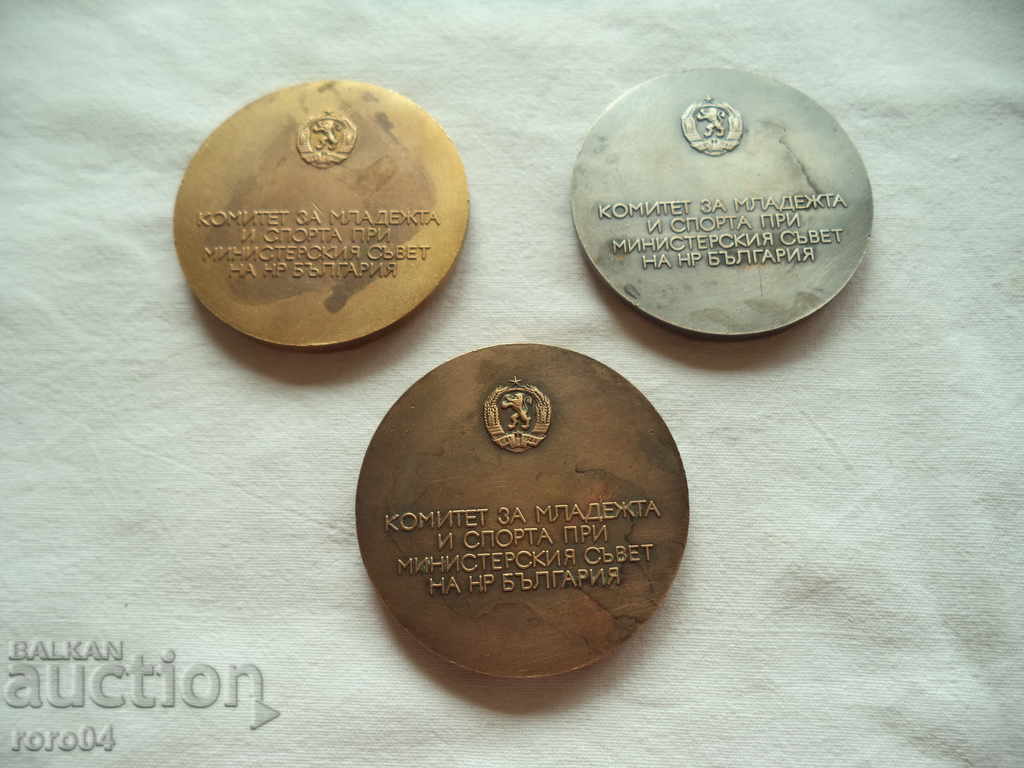 КОМИТЕТ ЗА МЛАДЕЖТА
И СПОРТА ПРИ
МИНИСТЕРСКИЯ СЪВЕТ
НА НР БЪЛГАРИЯ
КОМИТЕТ ЗА МЛАДЕЖТА
И СПОРТА ПРИ
МИНИСТЕРСКИЯ СЪВЕТ
НА НР БЪЛГАРИЯ
КОМИТЕТ ЗА МЛАДЕЖТА
И СПОРТА ПРИ
МИНИСТЕРСКИЯ СЪВЕТ
НА НР БЪЛГАРИЯ
BALKAN
auction
roro04